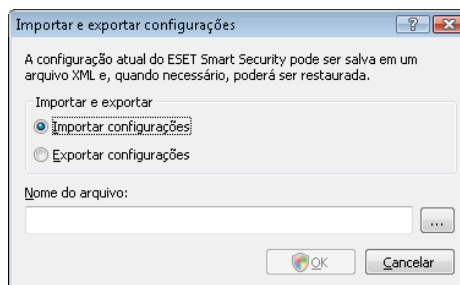 Importar e exportar configurações
A configuração atual do ESET Smart Security pode ser salva em um
arquivo XML e, quando necessário, poderá ser restaurada.
Importar e exportar
Importar configurações
Exportar configurações
Nome do arquivo:
...
OK
Cancelar